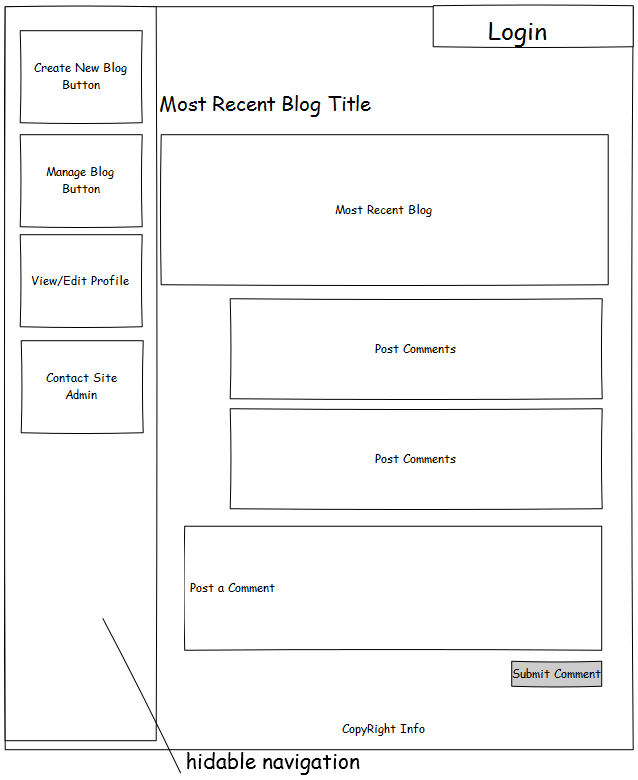 Login
Create New Blog
Button
Most Recent Blog Title
Manage Blog
Button
Most Recent Blog
View/Edit Profile
Post Comments
Contact Site
Admin
Post Comments
Post a Comment
Submit Comment
CopyRight Info
hidable navigation